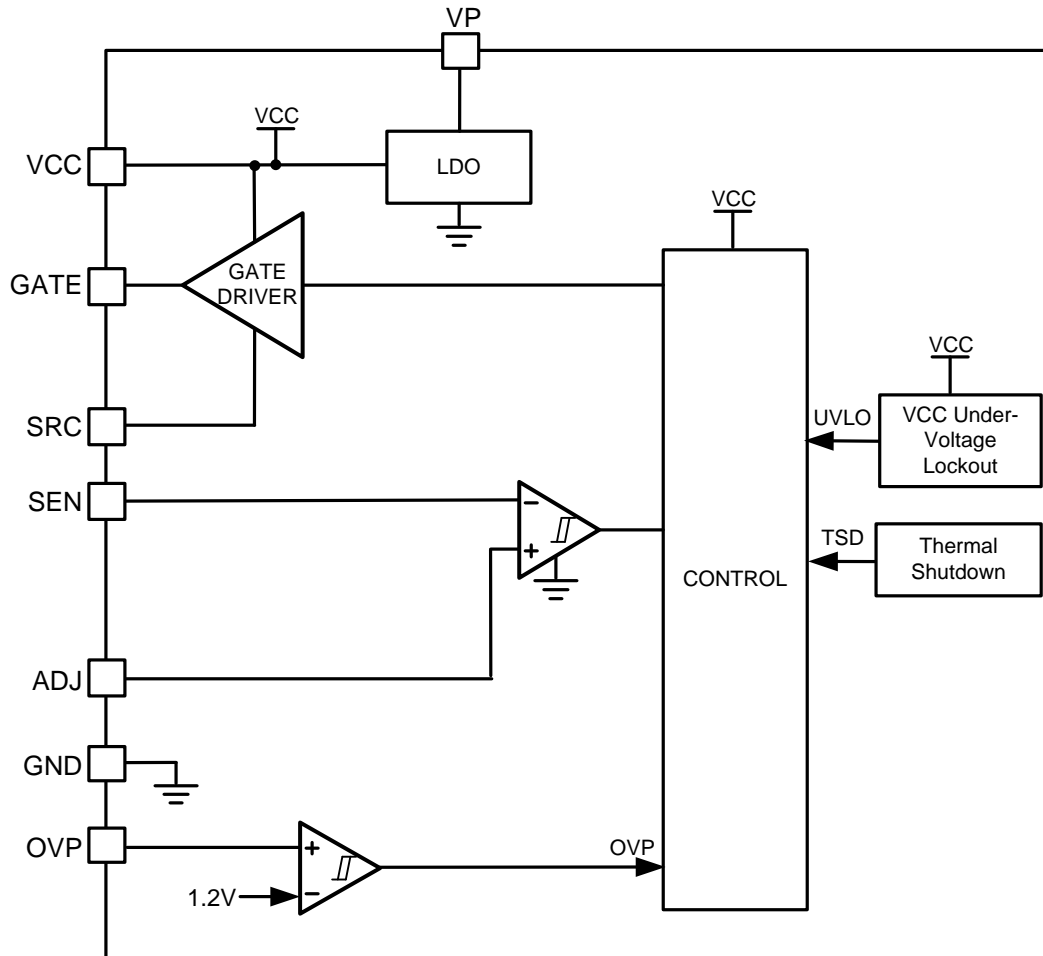 VP
VCC
VCC
LDO
VCC
GATE
GATE
DRIVER
VCC
SRC
UVLO
VCC Under-
Voltage
Lockout
SEN
−
+
TSD
Thermal
Shutdown
CONTROL
ADJ
GND
OVP
+
OVP
1.2V
−